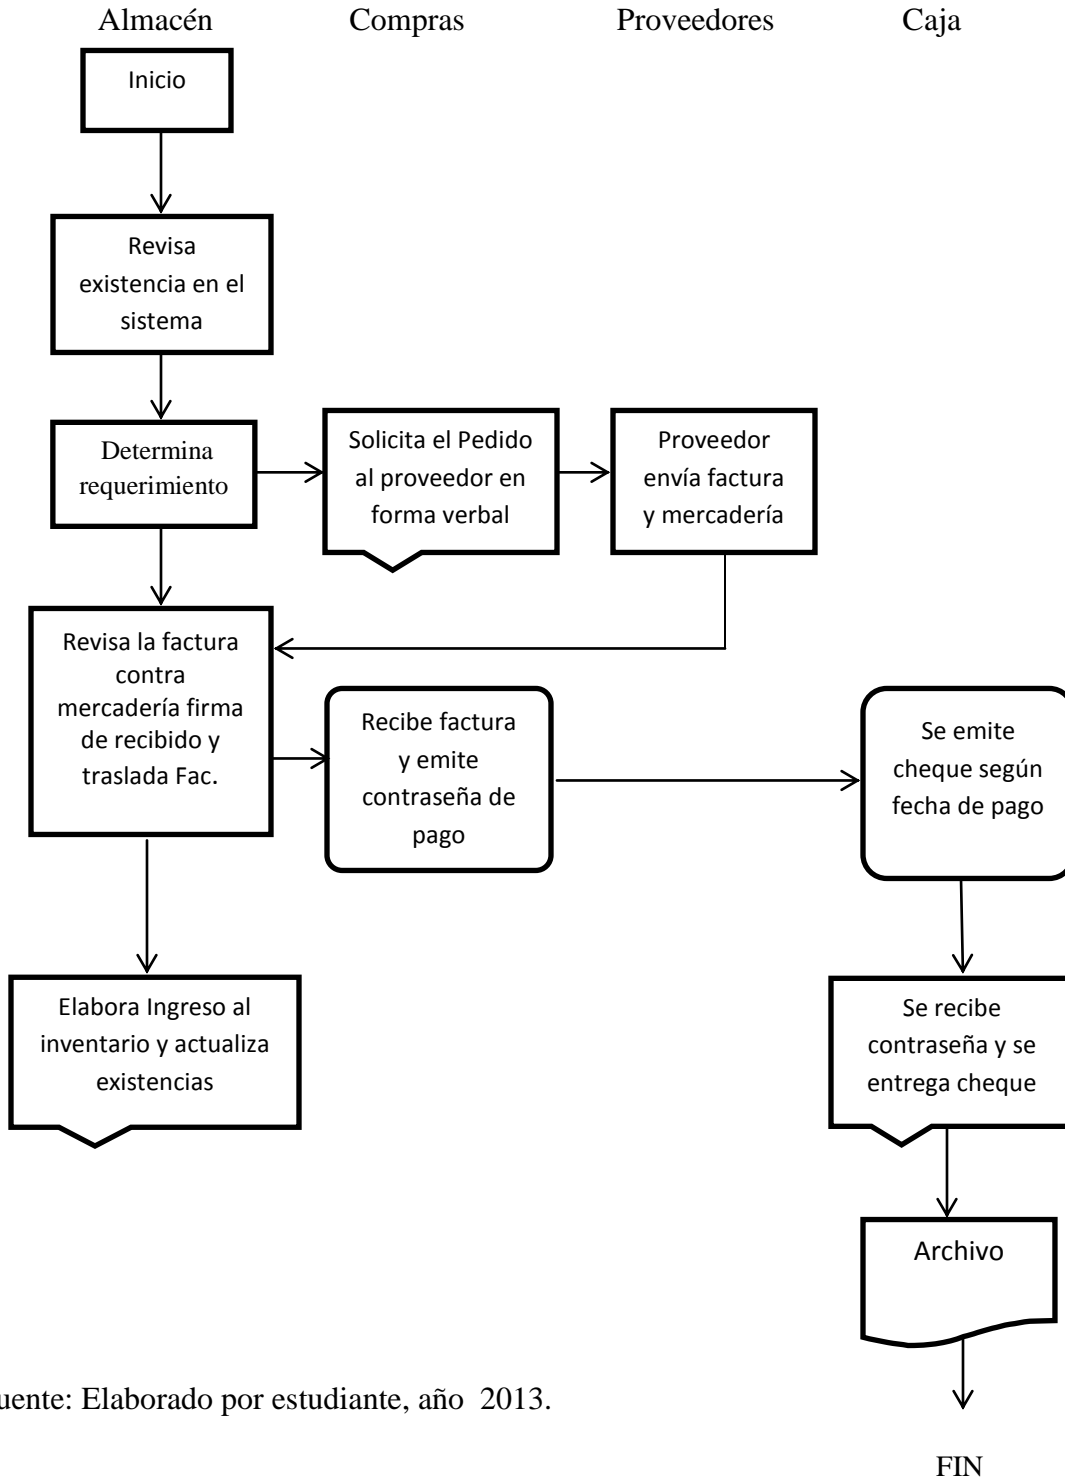 Almacén Compras Proveedores Caja
Inicio
Revisa
existencia en el
sistema
Determina
requerimiento
Solicita el Pedido
al proveedor en
forma verbal
Proveedor
envía factura
y mercadería
Revisa la factura
contra
mercadería firma
de recibido y
traslada Fac.
Recibe factura
y emite
contraseña de
pago
Se emite
cheque según
fecha de pago
Elabora Ingreso al
inventario y actualiza
existencias
Se recibe
contraseña y se
entrega cheque
Archivo
uente: Elaborado por estudiante, año 2013.
FIN